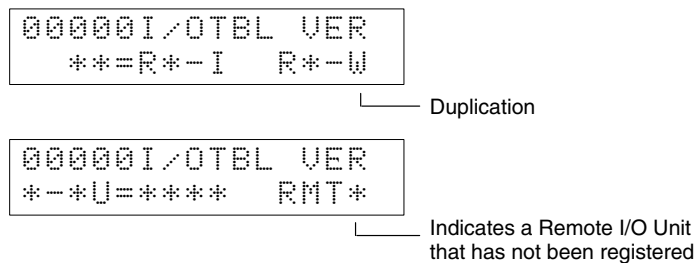 00000I/OTBL VER
**=R*-I R*-W
Duplication
00000I/OTBL VER
*-*U=**** RMT*
Indicates a Remote I/O Unit
that has not been registered